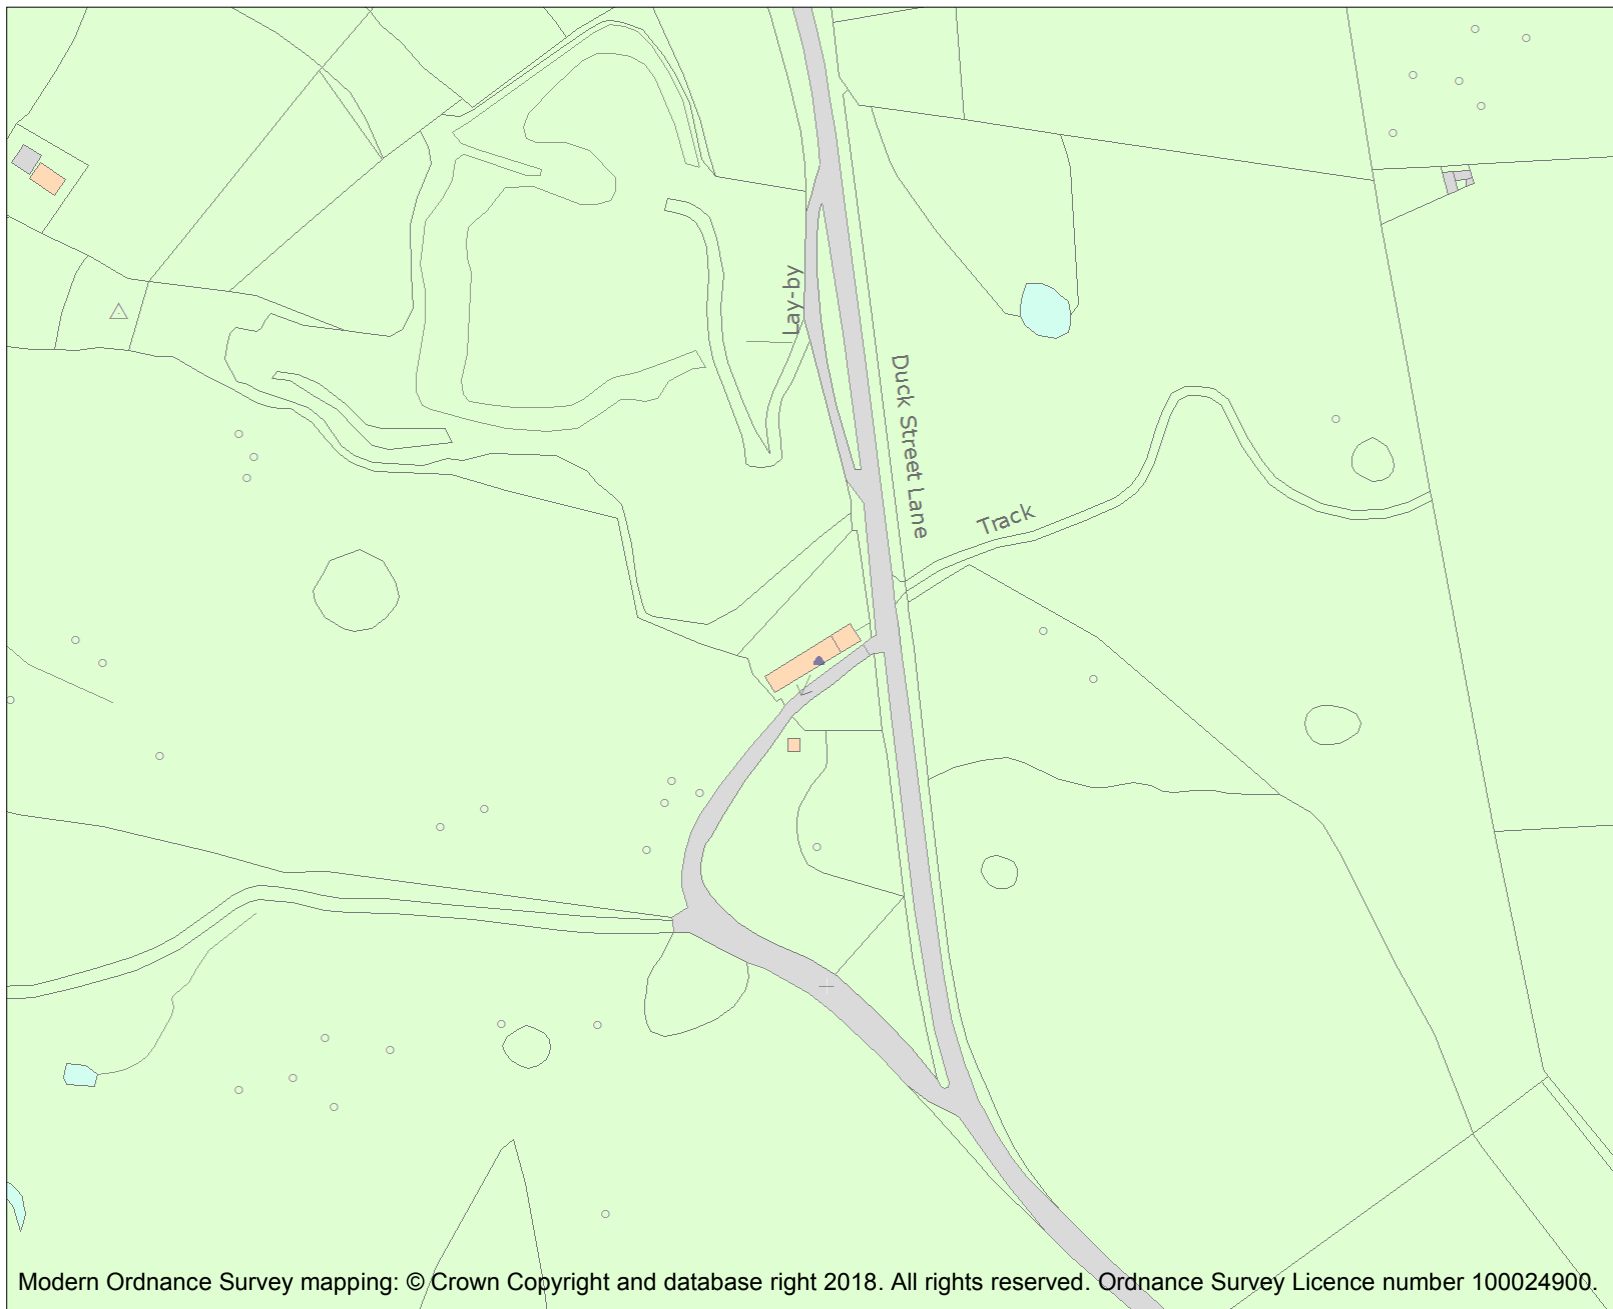 Lay-by
Duck Street Lane
Track
Modern Ordnance Survey mapping: © Crown Copyright and database right 2018. All rights reserved. Ordnance Survey Licence number 100024900.